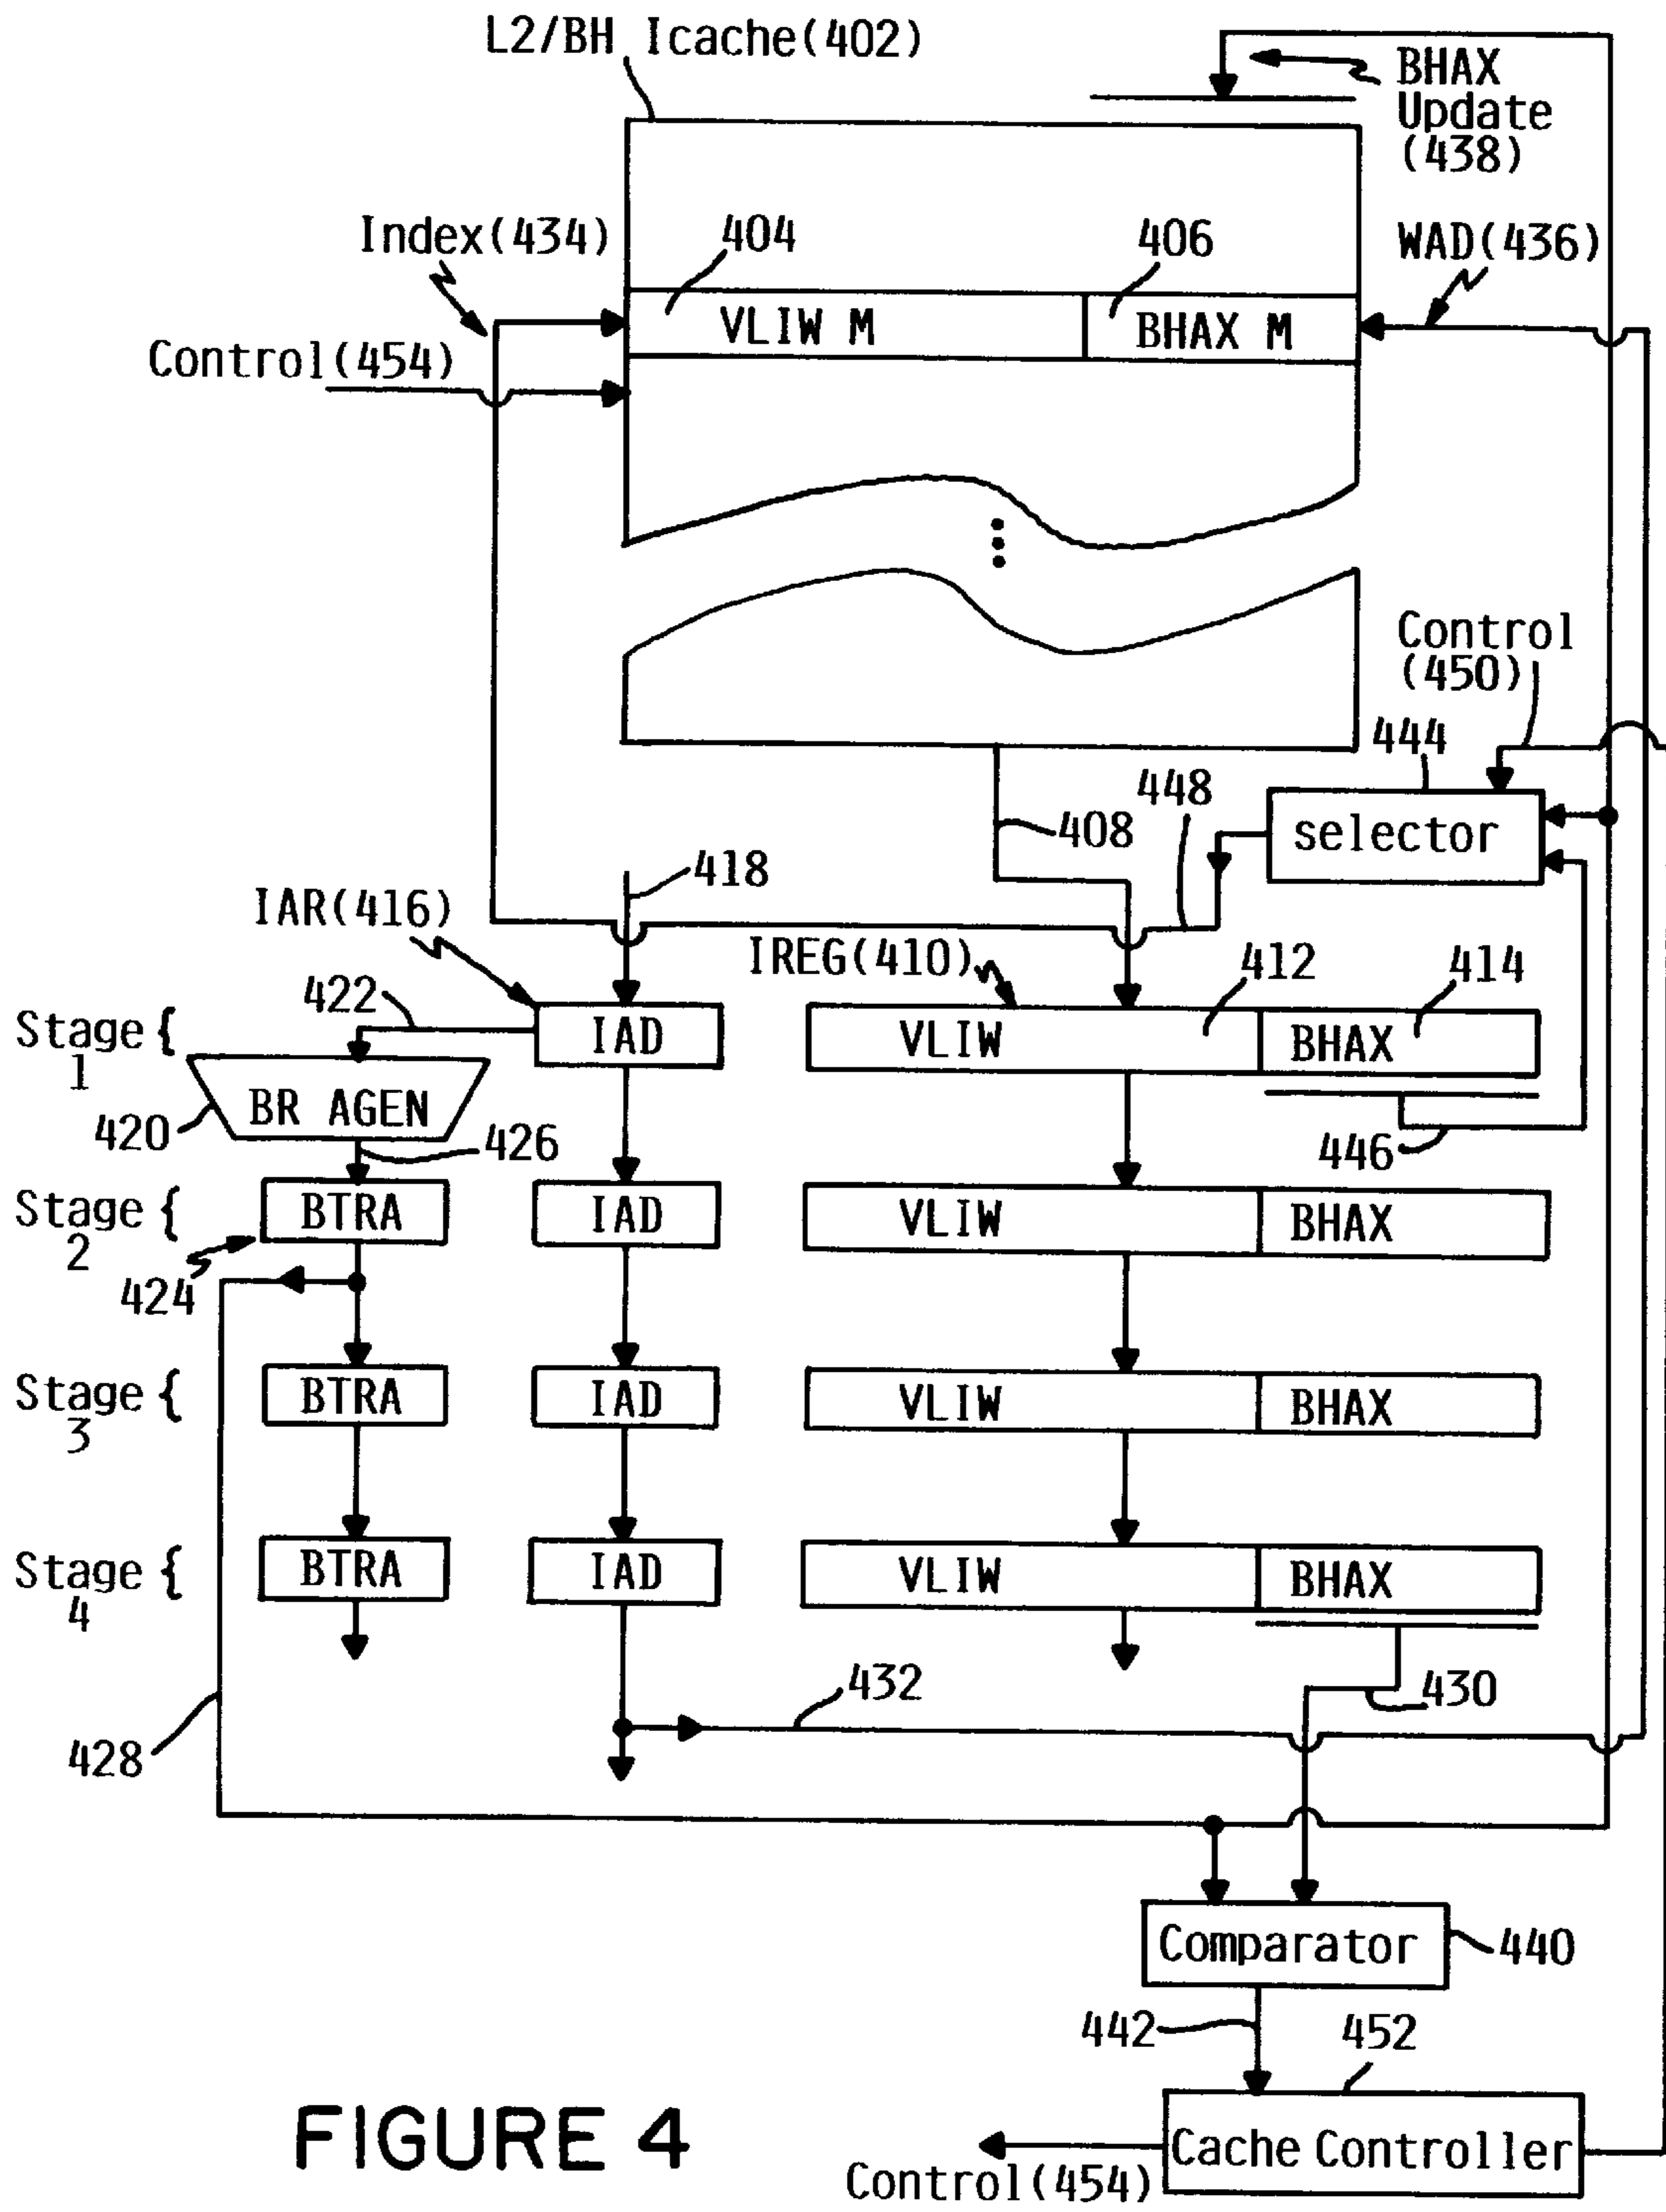 L2/BH Icache(402)
BHAX
Update
(438)
Index(434)
404
406
WAD(436)
VLIW M
BHAX M
Control(454)
Control
(450)
444
448
selector
408
418
IAR(416)
IREG(410)
412
414
422
Stage {
1
IAD
VLIW
BHAX
BR AGEN
420
426
446
Stage {
2
BTRA
IAD
VLIW
BHAX
424
Stage {
3
BTRA
IAD
VLIW
BHAX
Stage {
4
BTRA
IAD
VLIW
BHAX
432
430
428
Comparator
440
442
452
FIGURE 4
Cache Controller
Control(454)